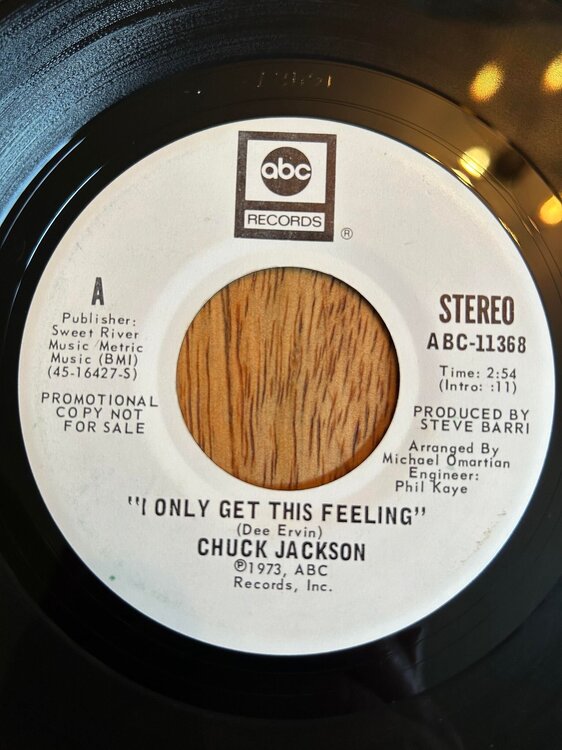 abc
RECORDS
®
A
Publisher:
Sweet River
Music/Metric
Music (BMI)
(45-16427-S)
PROMOTIONAL
COPY NOT
FOR SALE
STEREO
ABC-11368
Time: 2:54
(Intro: :11)
PRODUCED BY
STEVE BARRI
Arranged By
Michael Omartian
Engineer:
Phil Kaye
"I ONLY GET THIS FEELING"
(Dee Ervin)
CHUCK JACKSON
℗1973, ABC
Records, Inc.